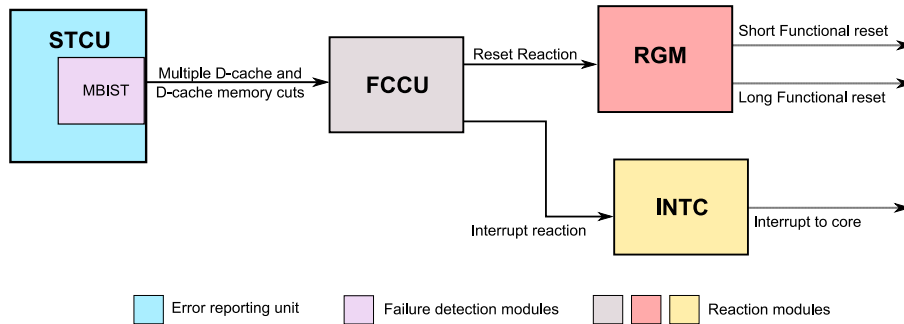 STCU
MBIST
Multiple D-cache and
D-cache memory cuts
FCCU
Reset Reaction
RGM
Short Functional reset
Long Functional reset
Interrupt reaction
INTC
Interrupt to core
Error reporting unit
Failure detection modules
Reaction modules